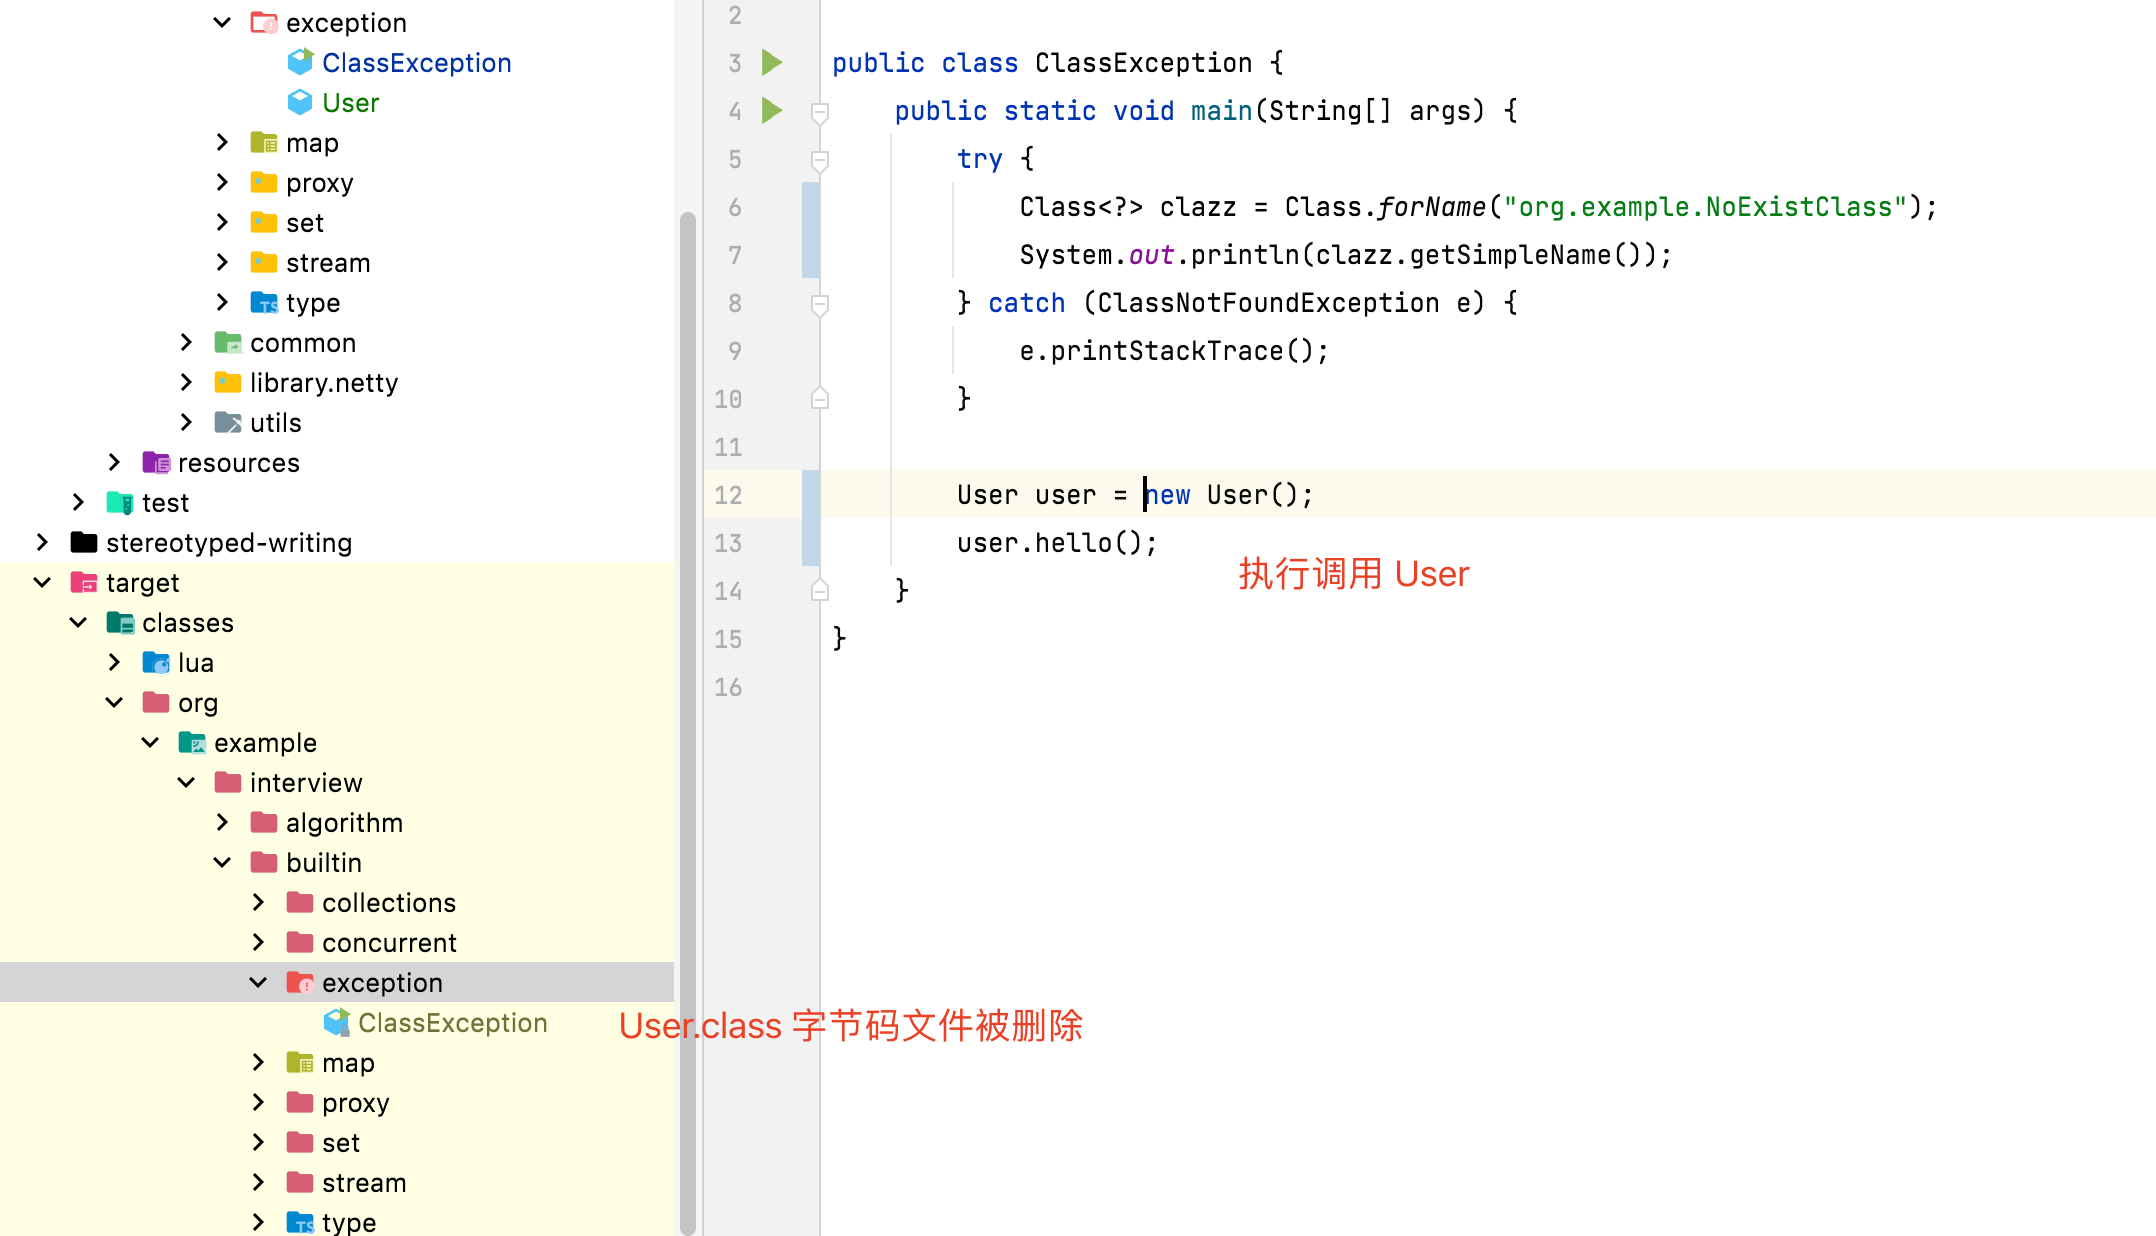 exception
ClassException
User
map
proxy
set
stream
type
common
library.netty
utils
resources
test
stereotyped-writing
target
classes
lua
org
example
interview
algorithm
builtin
collections
concurrent
exception
ClassException
map
proxy
set
stream
type
User.class 字节码文件被删除
2
3 public class ClassException {
4 public static void main(String[] args) {
5 try {
6 Class<?> clazz = Class.forName("org.example.NoExistClass");
7 System.out.println(clazz.getSimpleName());
8 } catch (ClassNotFoundException e) {
9 e.printStackTrace();
10 }
11
12 User user = new User();
13 user.hello();
执行调用 User
14 }
15 }
16